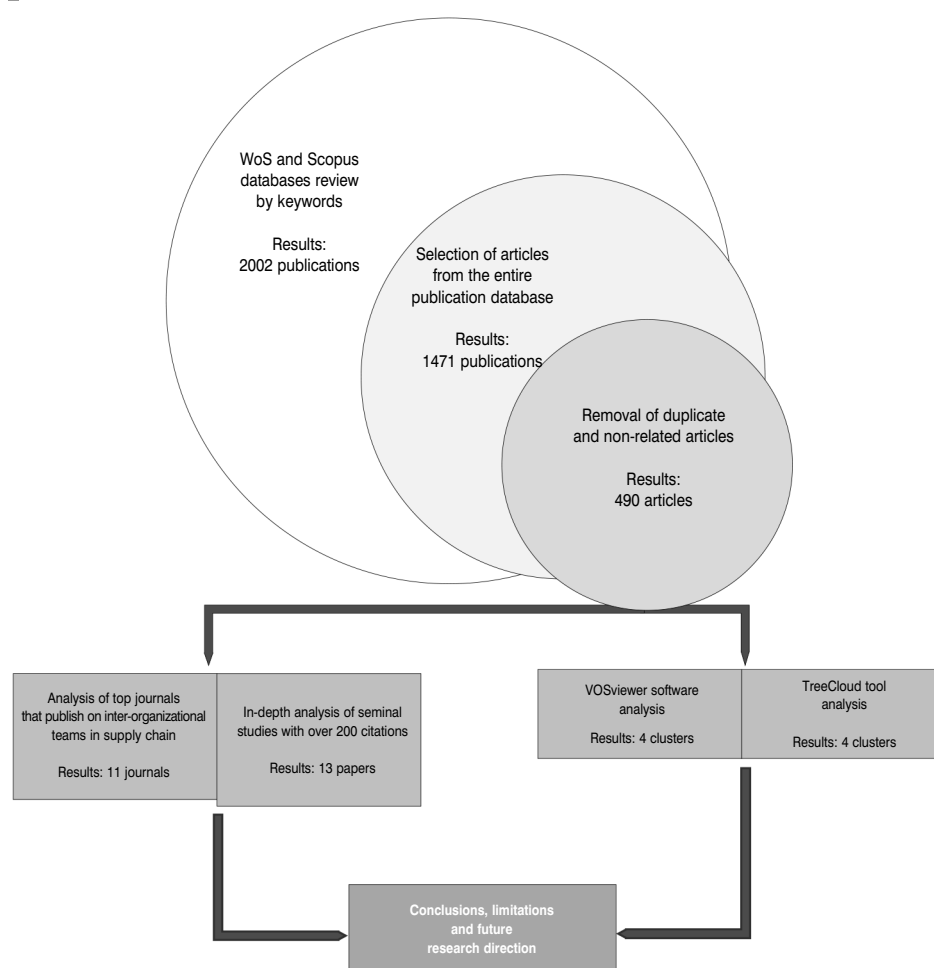 WoS and Scopus
databases review
by keywords
Results:
2002 publications
Selection of articles
from the entire
publication database
Results:
1471 publications
Removal of duplicate
and non-related articles
Results:
490 articles
Analysis of top journals
that publish on inter-organizational
teams in supply chain
Results: 11 journals
In-depth analysis of seminal
studies with over 200 citations
Results: 13 papers
VOSviewer software
analysis
Results: 4 clusters
TreeCloud tool
analysis
Results: 4 clusters
Conclusions, limitations
and future
research direction